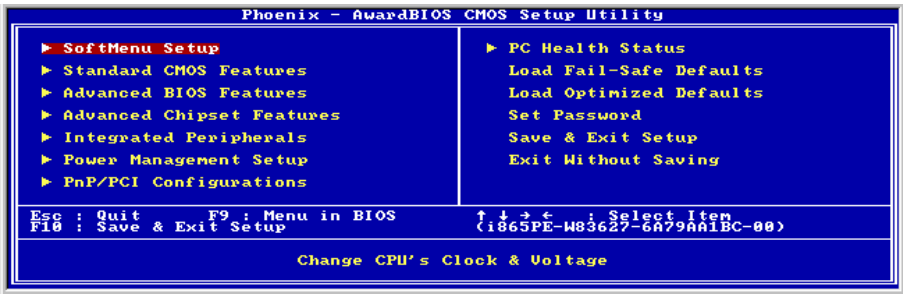 Phoenix - AwardBIOS CMOS Setup Utility
▶ SoftMenu Setup
▶ Standard CMOS Features
▶ Advanced BIOS Features
▶ Advanced Chipset Features
▶ Integrated Peripherals
▶ Power Management Setup
▶ PnP/PCI Configurations
▶ PC Health Status
Load Fail-Safe Defaults
Load Optimized Defaults
Set Password
Save & Exit Setup
Exit Without Saving
Esc : Quit F9 : Menu in BIOS
F10 : Save & Exit Setup
↑ ↓ → ← : Select Item
(i865PE-W83627-6A79AA1BC-00)
Change CPU's Clock & Voltage